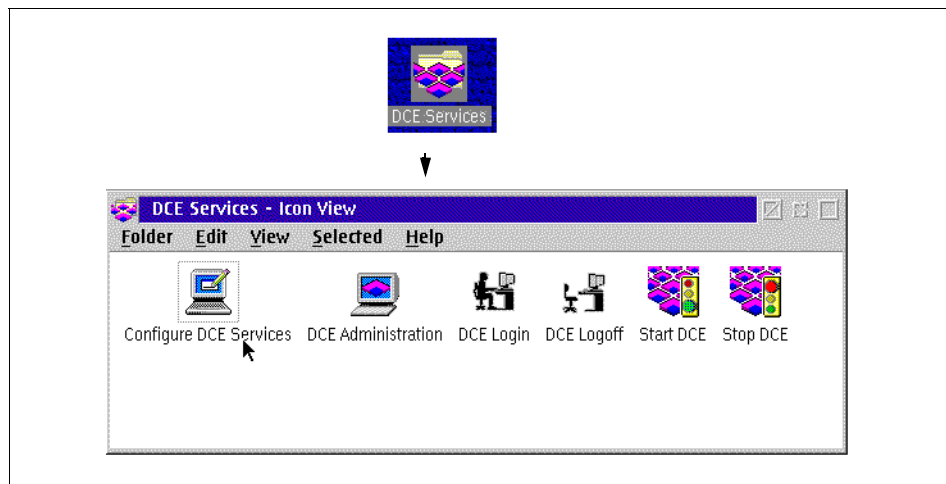 DCE Services
DCE Services - Icon View
Folder Edit View Selected Help
Configure DCE Services DCE Administration DCE Login DCE Logoff Start DCE Stop DCE